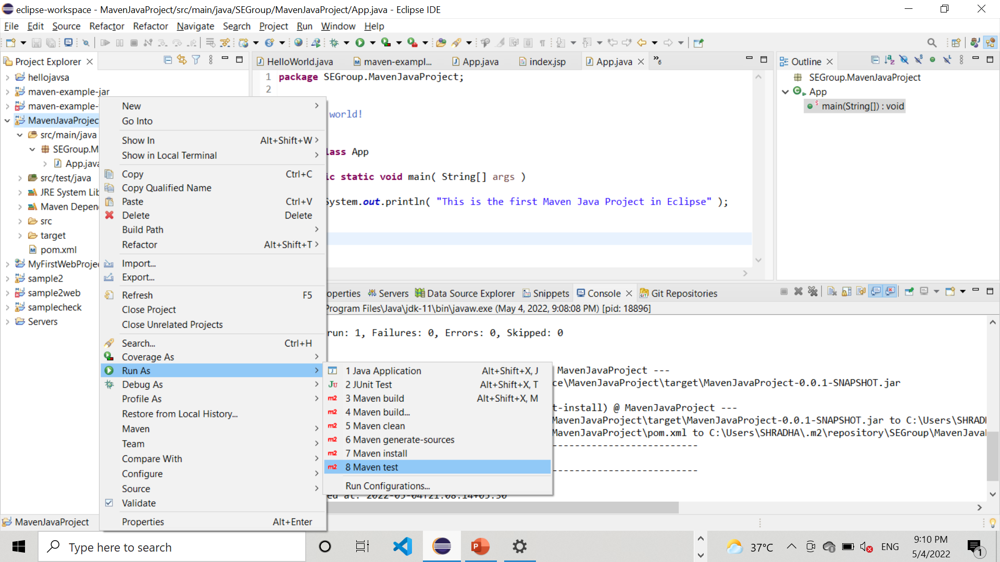 eclipse-workspace - MavenJavaProject/src/main/java/SEGroup/MavenJavaProject/App.java - Eclipse IDE
File Edit Source Refactor Refactor Navigate Search Project Run Window Help
Project Explorer
hellojavsa
maven-example-jar
maven-example-
MavenJavaProjec
src/main/java
SEGroup.M
App.java
src/test/java
JRE System Lib
Maven Depen
src
target
pom.xml
MyFirstWebProje
sample2
sample2web
samplecheck
Servers
New
Go Into
Show In Alt+Shift+W
Show in Local Terminal
Copy Ctrl+C
Copy Qualified Name
Paste Ctrl+V
Delete Delete
Build Path
Refactor Alt+Shift+T
Import...
Export...
Refresh F5
Close Project
Close Unrelated Projects
Search... Ctrl+H
Coverage As
Run As
Debug As
Profile As
Restore from Local History...
Maven
Team
Compare With
Configure
Source
Validate
Properties Alt+Enter
1 Java Application Alt+Shift+X, J
2 JUnit Test Alt+Shift+X, T
3 Maven build Alt+Shift+X, M
4 Maven build...
5 Maven clean
6 Maven generate-sources
7 Maven install
8 Maven test
Run Configurations...
HelloWorld.java maven-exampl... App.java index.jsp App.java »6
1 package SEGroup.MavenJavaProject;
2
world!
lass App
ic static void main( String[] args )
System.out.println( "This is the first Maven Java Project in Eclipse" );
Outline
SEGroup.MavenJavaProject
App
main(String[]) : void
operties Servers Data Source Explorer Snippets Console Git Repositories
Program Files\Java\jdk-11\bin\javaw.exe (May 4, 2022, 9:08:08 PM) [pid: 18896]
run: 1, Failures: 0, Errors: 0, Skipped: 0
MavenJavaProject ---
ce\MavenJavaProject\target\MavenJavaProject-0.0.1-SNAPSHOT.jar
t-install) @ MavenJavaProject ---
MavenJavaProject\target\MavenJavaProject-0.0.1-SNAPSHOT.jar to C:\Users\SHRADH
MavenJavaProject\pom.xml to C:\Users\SHRADHA\.m2\repository\SEGroup\MavenJava
--------------------------
--------------------------
ed at: 2022-05-04T21:08:14+05:30
MavenJavaProject
Type here to search
37°C
ENG
9:10 PM
5/4/2022
1